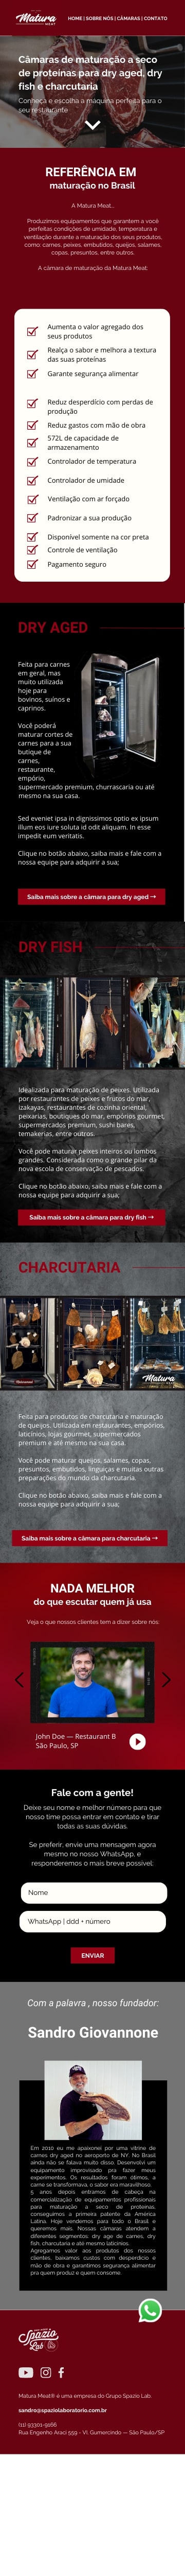 Matura
MEAT
HOME | SOBRE NÓS | CÂMARAS | CONTATO
Câmaras de maturação a seco
de proteínas para dry aged, dry
fish e charcutaria
Conheça e escolha a máquina perfeita para o
seu restaurante
REFERÊNCIA EM
maturação no Brasil
A Matura Meat...
Produzimos equipamentos que garantem a você
perfeitas condições de umidade, temperatura e
ventilação durante a maturação dos seus produtos,
como: carnes, peixes, embutidos, queijos, salames,
copas, presuntos, entre outros.
A câmara de maturação da Matura Meat:
Aumenta o valor agregado dos
seus produtos
Realça o sabor e melhora a textura
das suas proteínas
Garante segurança alimentar
Reduz desperdício com perdas de
produção
Reduz gastos com mão de obra
572L de capacidade de
armazenamento
Controlador de temperatura
Controlador de umidade
Ventilação com ar forçado
Padronizar a sua produção
Disponível somente na cor preta
Controle de ventilação
Pagamento seguro
DRY AGED
Feita para carnes
em geral, mas
muito utilizada
hoje para
bovinos, suínos e
caprinos.
Você poderá
maturar cortes de
carnes para a sua
butique de
carnes,
restaurante,
empório,
supermercado premium, churrascaria ou até
mesmo na sua casa.
Sed eveniet ipsa in dignissimos optio ex ipsum
illum eos iure soluta id odit aliquam. In esse
impedit eum veritatis.
Clique no botão abaixo, saiba mais e fale com a
nossa equipe para adquirir a sua;
Saiba mais sobre a câmara para dry aged →
DRY FISH
Idealizada para maturação de peixes. Utilizada
por restaurantes de peixes e frutos do mar,
izakayas, restaurantes de cozinha oriental,
peixarias, boutiques do mar, empórios gourmet,
supermercados premium, sushi bares,
temakerias, entre outros.
Você pode maturar peixes inteiros ou lombos
grandes. Considerada como o grande pilar da
nova escola de conservação de pescados.
Clique no botão abaixo, saiba mais e fale com a
nossa equipe para adquirir a sua;
Saiba mais sobre a câmara para dry fish →
CHARCUTARIA
Matura
Feita para produtos de charcutaria e maturação
de queijos. Utilizada em restaurantes, empórios,
laticínios, lojas gourmet, supermercados
premium e até mesmo na sua casa.
Você pode maturar queijos, salames, copas,
presuntos, embutidos, linguiças e muitas outras
preparações do mundo da charcutaria.
Clique no botão abaixo, saiba mais e fale com a
nossa equipe para adquirir a sua;
Saiba mais sobre a câmara para charcutaria →
NADA MELHOR
do que escutar quem já usa
Veja o que nossos clientes tem a dizer sobre nós:
John Doe — Restaurant B
São Paulo, SP
Fale com a gente!
Deixe seu nome e melhor número para que
nosso time possa entrar em contato e tirar
todas as suas dúvidas.
Se preferir, envie uma mensagem agora
mesmo no nosso WhatsApp, e
responderemos o mais breve possível:
Nome
WhatsApp | ddd + número
ENVIAR
Com a palavra , nosso fundador:
Sandro Giovannone
Em 2010 eu me apaixonei por uma vitrine de
carnes dry aged no aeroporto de NY. No Brasil
ainda não se falava muito disso. Desenvolvi um
equipamento improvisado pra fazer meus
experimentos. Os resultados foram ótimos, a
carne se transformava, o sabor era maravilhoso.
5 anos depois entramos de cabeça na
comercialização de equipamentos profissionais
para maturação a seco de proteínas,
conseguimos a primeira patente da América
Latina. Hoje vendemos para todo o Brasil e
queremos mais. Nossas câmaras atendem a
diferentes segmentos: dry age de carnes, dry
fish, charcutaria e até mesmo laticínios.
Agregamos valor aos produtos dos nossos
clientes, baixamos custos com desperdício e
mão de obra e garantimos segurança alimentar
pra quem produz e quem consome.
Spazio
Lab
Matura Meat® é uma empresa do Grupo Spazio Lab.
sandro@spaziolaboratorio.com.br
(11) 93301-9166
Rua Engenho Araci 559 - Vl. Gumercindo — São Paulo/SP